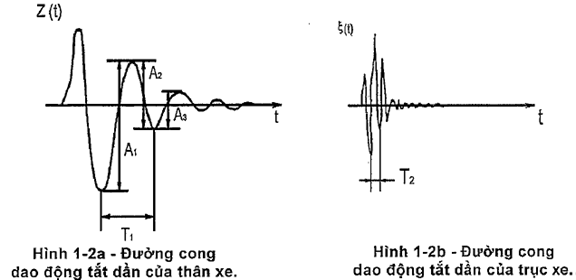 Z(t)
A₂
A₃
A₁
T₁
t
Hình 1-2a - Đường cong
dao động tắt dần của thân xe.
ξ(t)
T₂
t
Hình 1-2b - Đường cong
dao động tắt dần của trục xe.